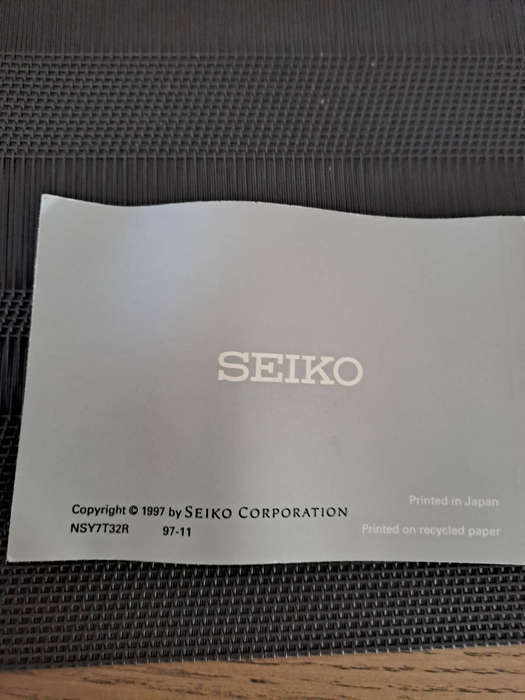 SEIKO
Copyright © 1997 by SEIKO CORPORATION
NSY7T32R 97-11
Printed in Japan
Printed on recycled paper